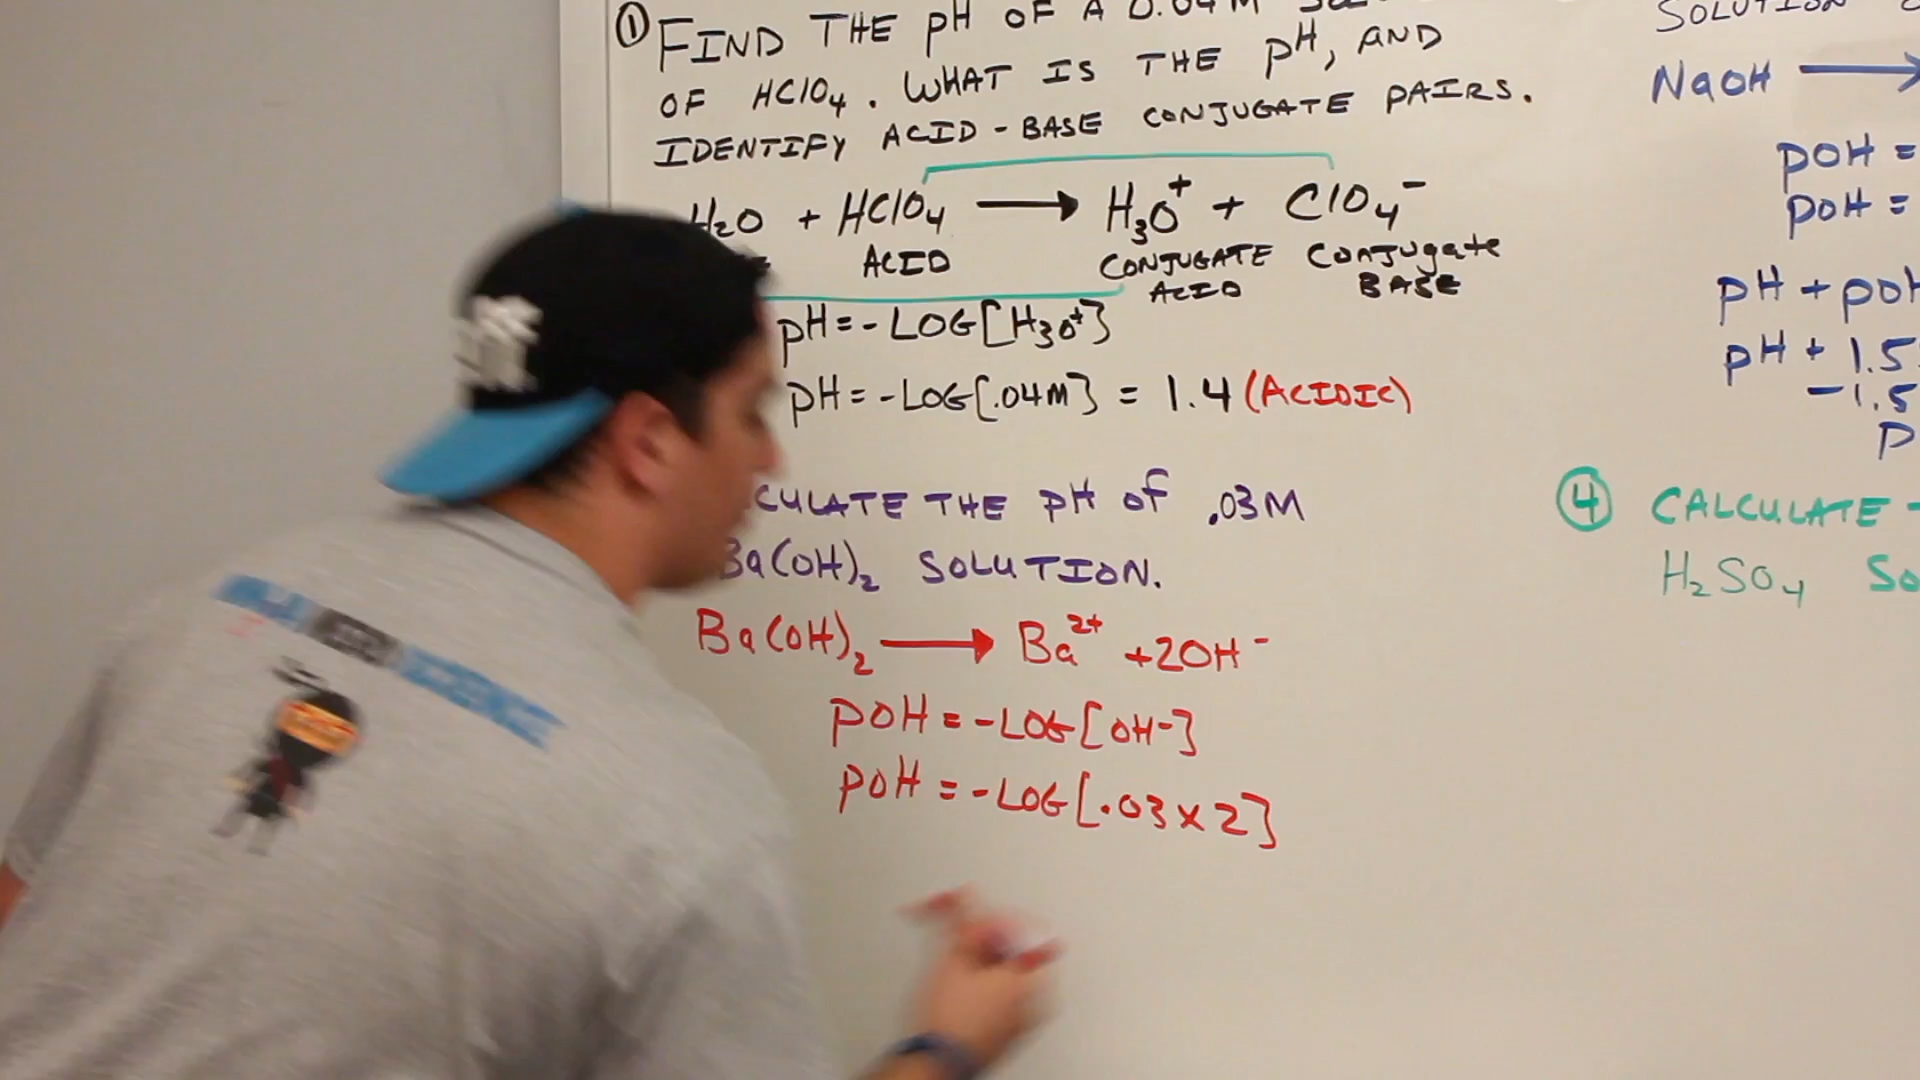 ① FIND THE pH OF A 0.04M
OF HClO₄. WHAT IS THE pH, AND
IDENTIFY ACID-BASE CONJUGATE PAIRS.
H₂O + HClO₄ → H₃O⁺ + ClO₄⁻
ACID CONJUGATE ACID Conjugate BASE
pH = -LOG[H₃O⁺]
pH = -LOG[.04M] = 1.4 (ACIDIC)
CULATE THE pH OF .03M
Ba(OH)₂ SOLUTION.
Ba(OH)₂ → Ba²⁺ +2OH⁻
pOH = -LOG[OH-]
pOH = -LOG[.03x2]
SOLUTION
NaOH →
pOH =
pOH =
pH + pOH
pH + 1.5
-1.5
P
④ CALCULATE
H₂SO₄ So